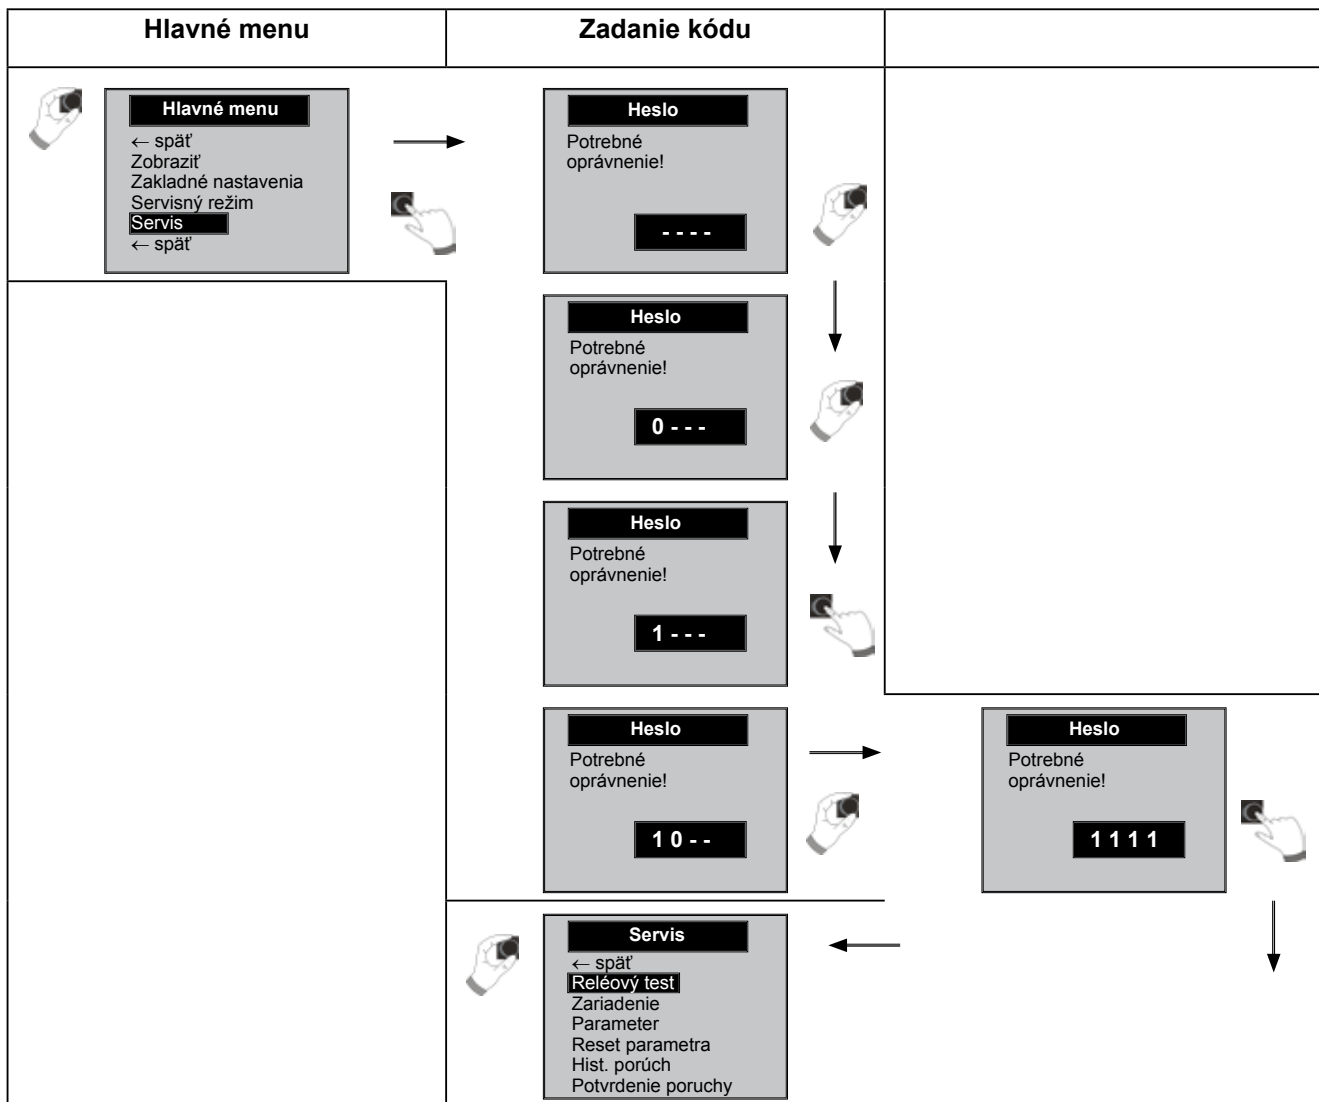 Hlavné menu
Zadanie kódu
Hlavné menu
← späť
Zobraziť
Zakladné nastavenia
Servisný režim
Servis
← späť
Heslo
Potrebné
oprávnenie!
- - - -
Heslo
Potrebné
oprávnenie!
0 - - -
Heslo
Potrebné
oprávnenie!
1 - - -
Heslo
Potrebné
oprávnenie!
1 0 - -
Heslo
Potrebné
oprávnenie!
1 1 1 1
Servis
← späť
Reléový test
Zariadenie
Parameter
Reset parametra
Hist. porúch
Potvrdenie poruchy